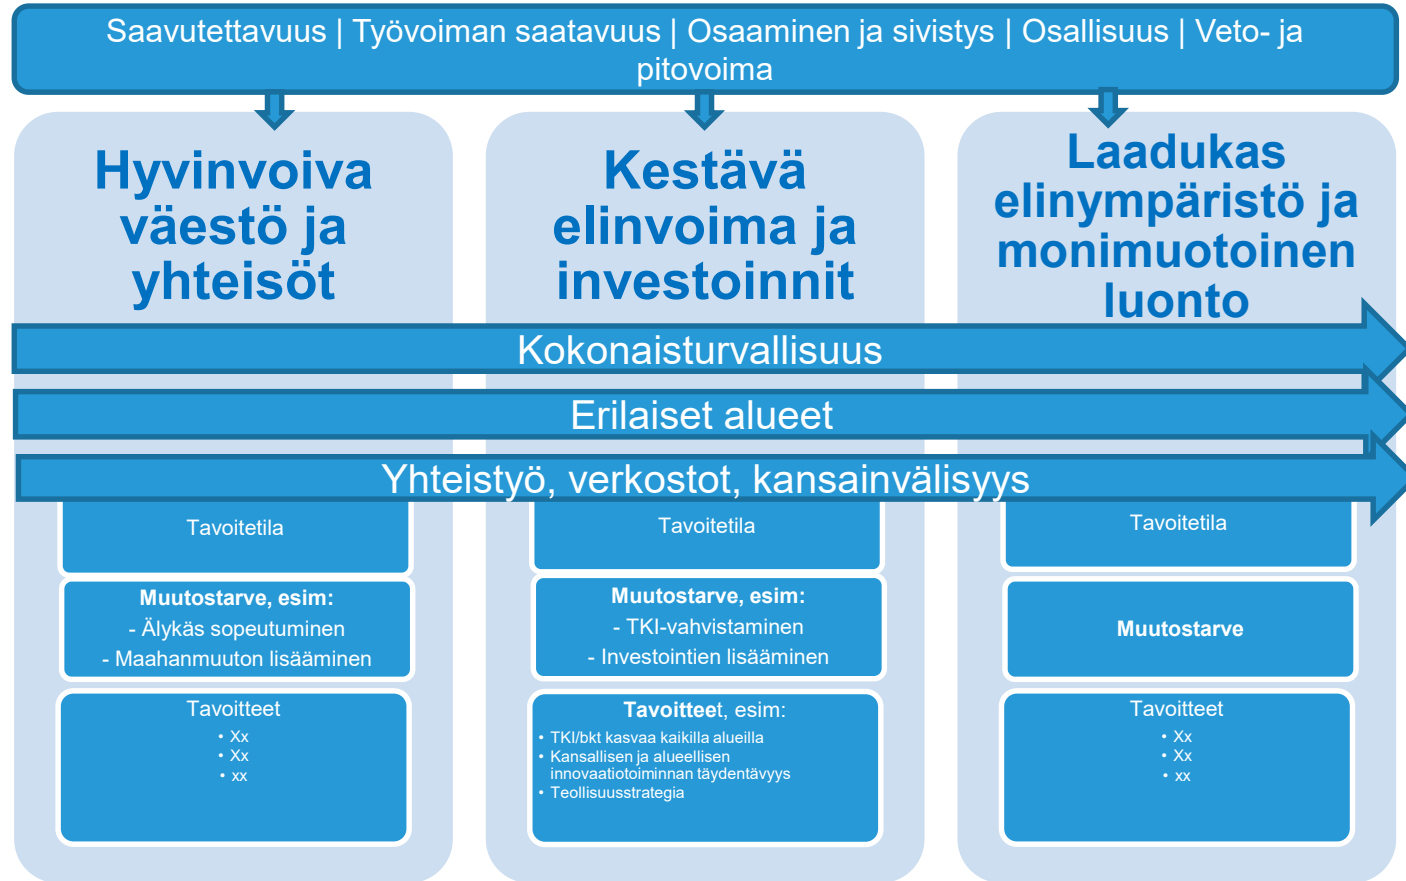 Saavutettavuus | Työvoiman saatavuus | Osaaminen ja sivistys | Osallisuus | Veto- ja
pitovoima
Hyvinvoiva
väestö ja
yhteisöt
Kestävä
elinvoima ja
investoinnit
Laadukas
elinympäristö ja
monimuotoinen
luonto
Kokonaisturvallisuus
Erilaiset alueet
Yhteistyö, verkostot, kansainvälisyys
Tavoitetila
Muutostarve, esim:
- Älykäs sopeutuminen
- Maahanmuuton lisääminen
Tavoitteet
• Xx
• Xx
• xx
Tavoitetila
Muutostarve, esim:
- TKI-vahvistaminen
- Investointien lisääminen
Tavoitteet, esim:
• TKI/bkt kasvaa kaikilla alueilla
• Kansallisen ja alueellisen
innovaatiotoiminnan täydentävyys
• Teollisuusstrategia
Tavoitetila
Muutostarve
Tavoitteet
• Xx
• Xx
• xx